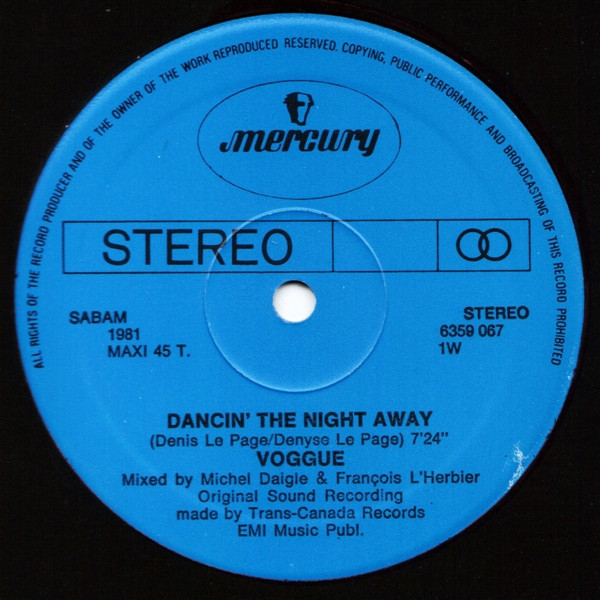 ALL RIGHTS OF THE RECORD PRODUCER AND OF THE OWNER OF THE WORK REPRODUCED RESERVED. COPYING, PUBLIC PERFORMANCE AND BROADCASTING OF THIS RECORD PROHIBITED
mercury
STEREO
SABAM
1981
MAXI 45 T.
STEREO
6359 067
1W
DANCIN' THE NIGHT AWAY
(Denis Le Page/Denyse Le Page) 7'24"
VOGGUE
Mixed by Michel Daigle & François L'Herbier
Original Sound Recording
made by Trans-Canada Records
EMI Music Publ.